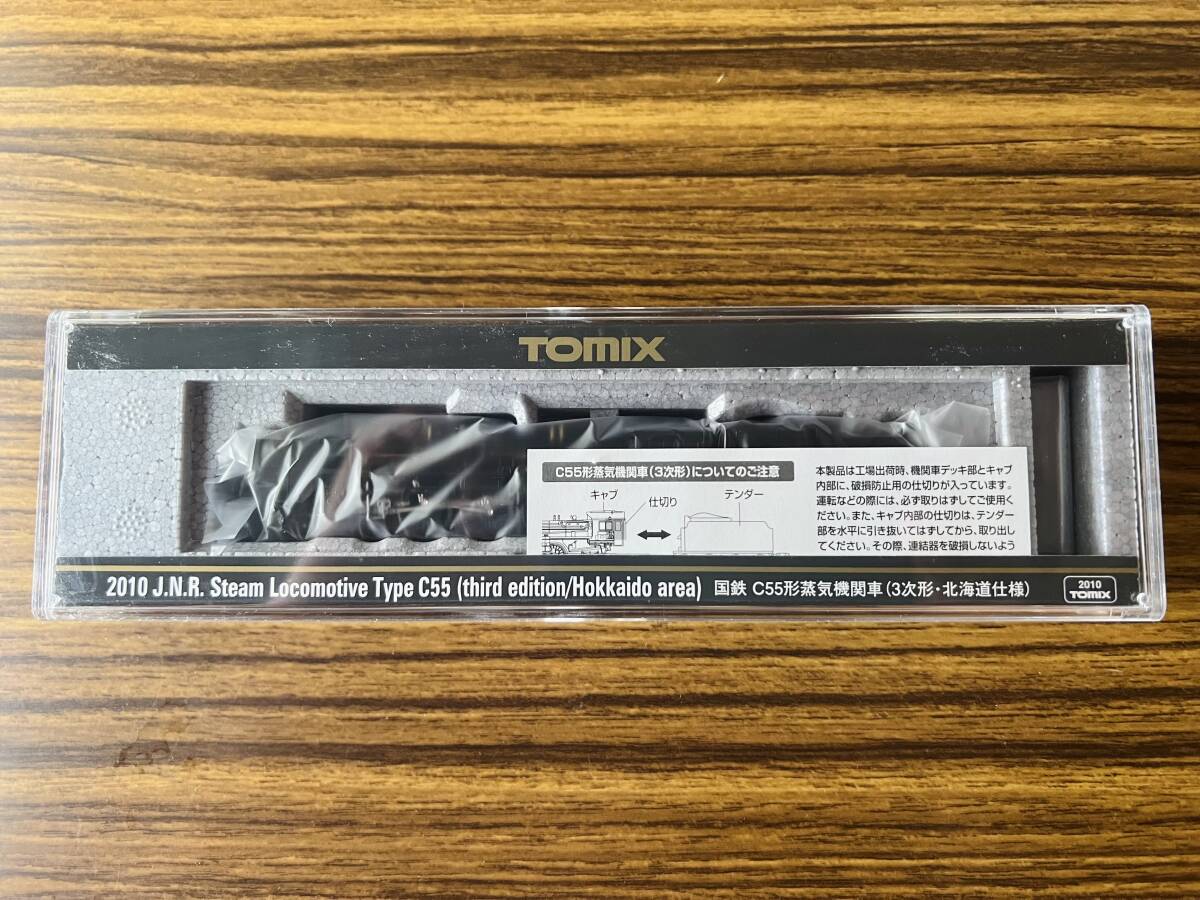 TOMIX
C55形蒸気機関車(3次形)についてのご注意
キャブ 仕切り テンダー
本製品は工場出荷時、機関車デッキ部とキャブ
内部に、破損防止用の仕切りが入っています。
運転などの際には、必ず取りはずしてご使用く
ださい。また、キャブ内部の仕切りは、テンダー
部を水平に引き抜いてはずしてから、取り出し
てください。その際、連結器を破損しないよう
2010 J.N.R. Steam Locomotive Type C55 (third edition/Hokkaido area) 国鉄 C55形蒸気機関車(3次形・北海道仕様)
2010
TOMIX